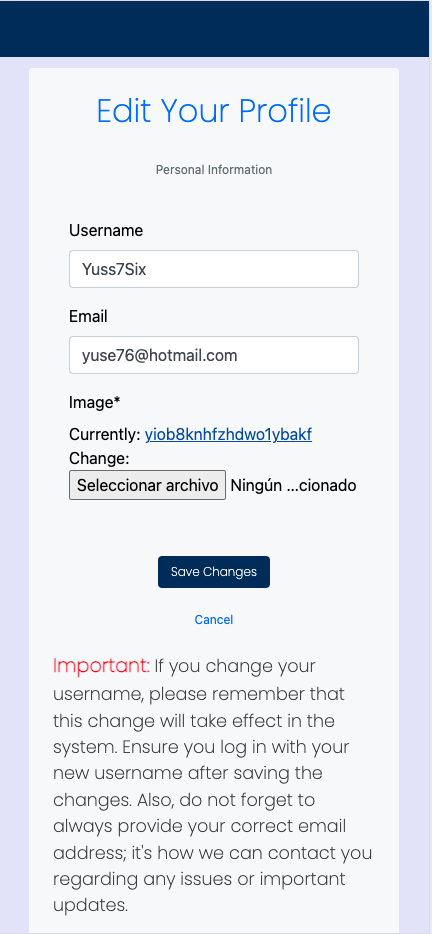 Edit Your Profile
Personal Information
Username
Yuss7Six
Email
yuse76@hotmail.com
Image*
Currently: yiob8knhfzhdwo1ybakf
Change:
Seleccionar archivo Ningún ...cionado
Save Changes
Cancel
Important: If you change your
username, please remember that
this change will take effect in the
system. Ensure you log in with your
new username after saving the
changes. Also, do not forget to
always provide your correct email
address; it's how we can contact you
regarding any issues or important
updates.